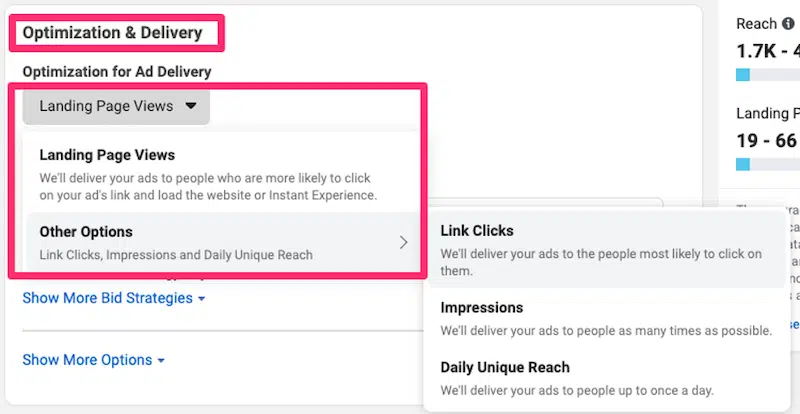 Optimization & Delivery
Optimization for Ad Delivery
Landing Page Views
Landing Page Views
We'll deliver your ads to people who are more likely to click
on your ad's link and load the website or Instant Experience.
Other Options
Link Clicks, Impressions and Daily Unique Reach
Show More Bid Strategies
Show More Options
Link Clicks
We'll deliver your ads to the people most likely to click on
them.
Impressions
We'll deliver your ads to people as many times as possible.
Daily Unique Reach
We'll deliver your ads to people up to once a day.
Reach
1.7K -
Landing
19 - 66